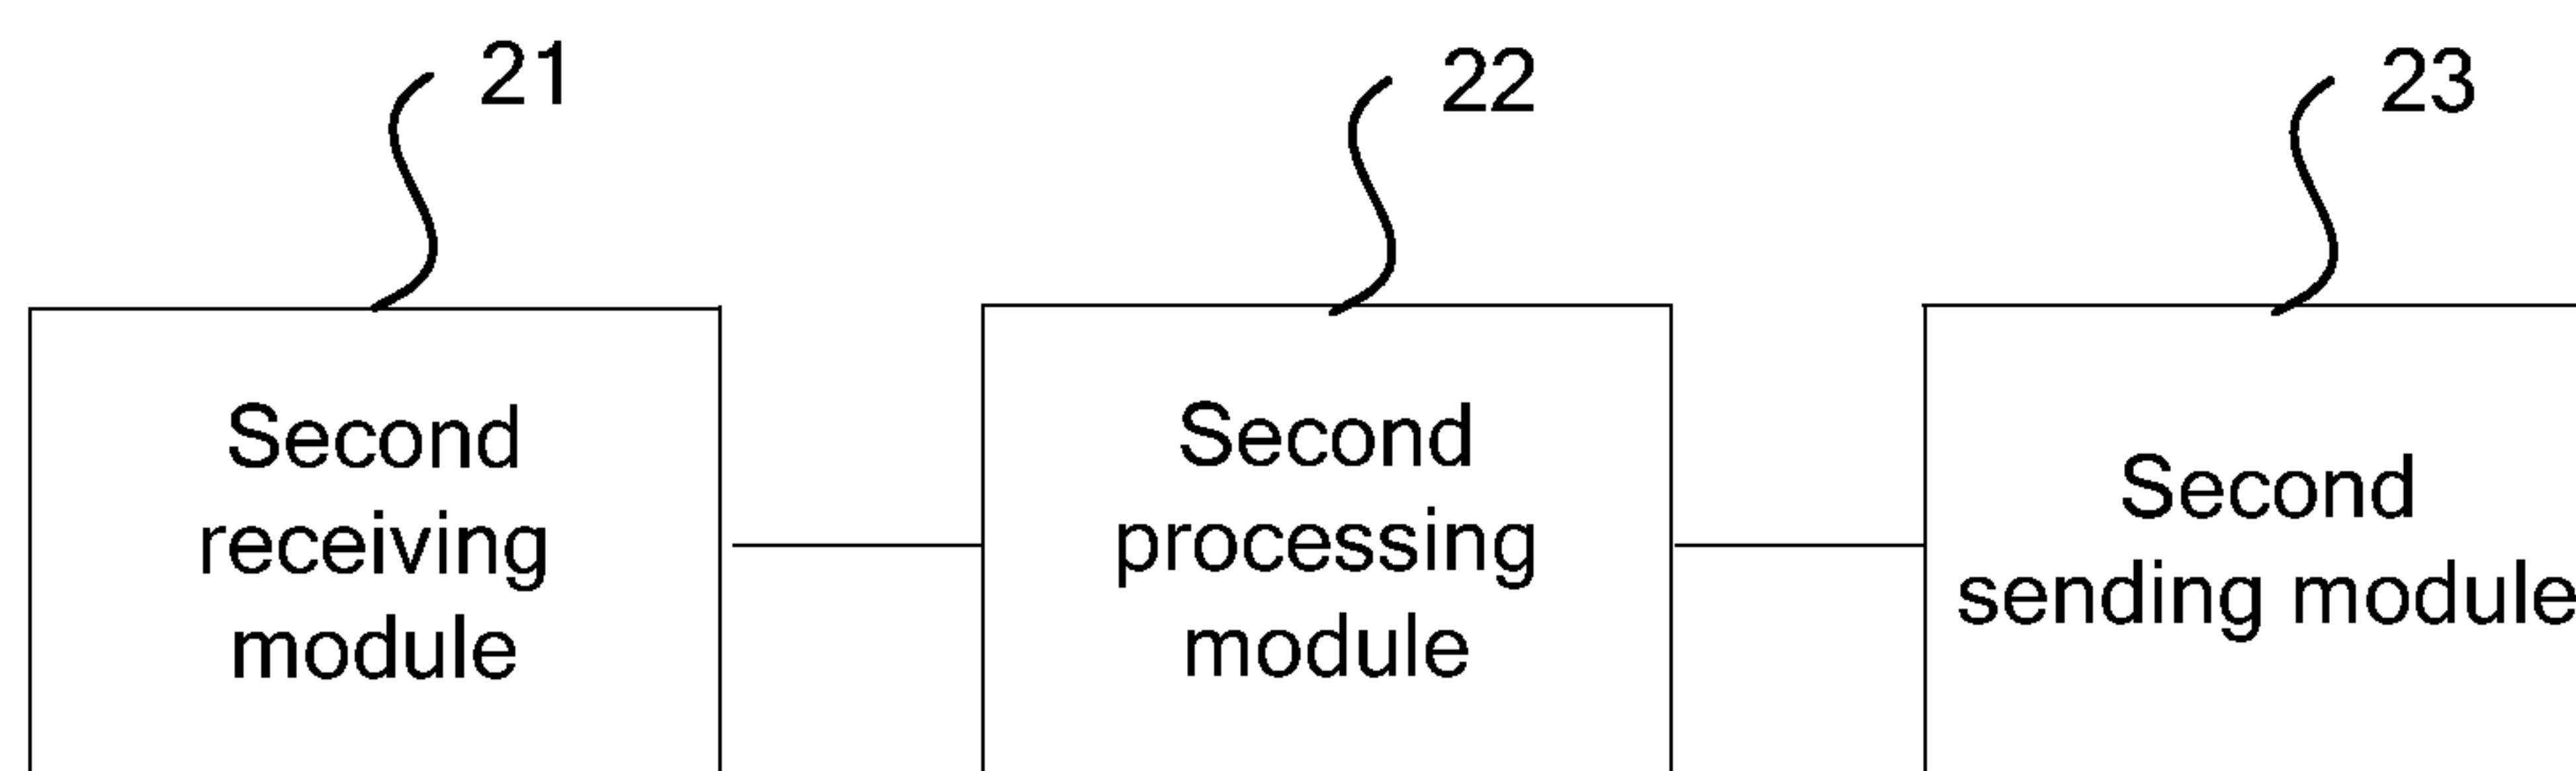 21
22
23
Second
receiving
module
Second
processing
module
Second
sending module